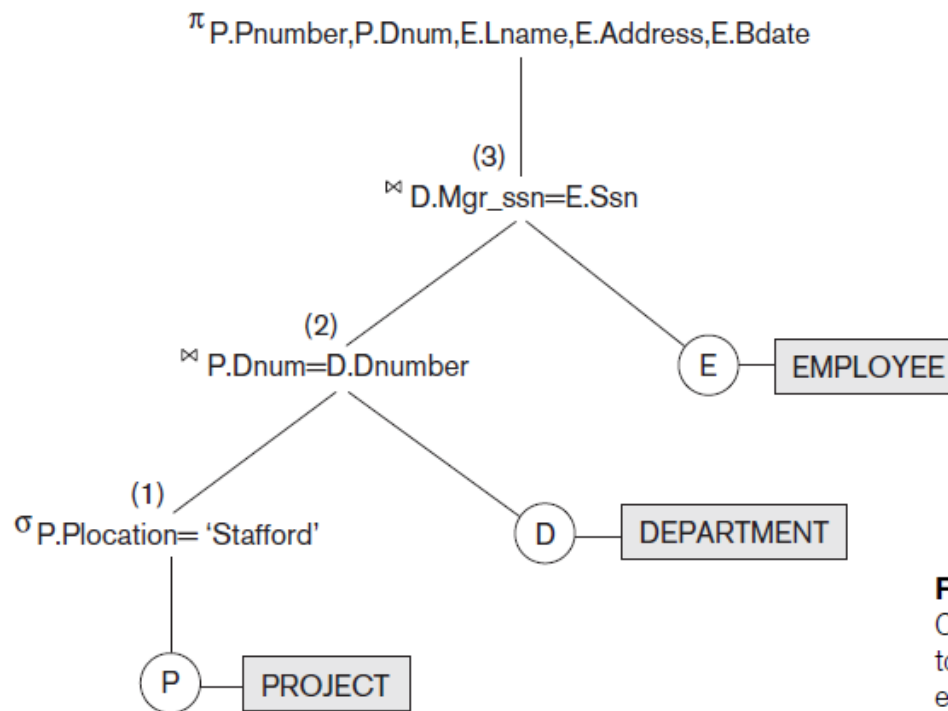 π P.Pnumber,P.Dnum,E.Lname,E.Address,E.Bdate
(3)
⋈ D.Mgr_ssn=E.Ssn
(2)
⋈ P.Dnum=D.Dnumber
E
EMPLOYEE
(1)
σ P.Plocation= ‘Stafford’
D
DEPARTMENT
P
PROJECT